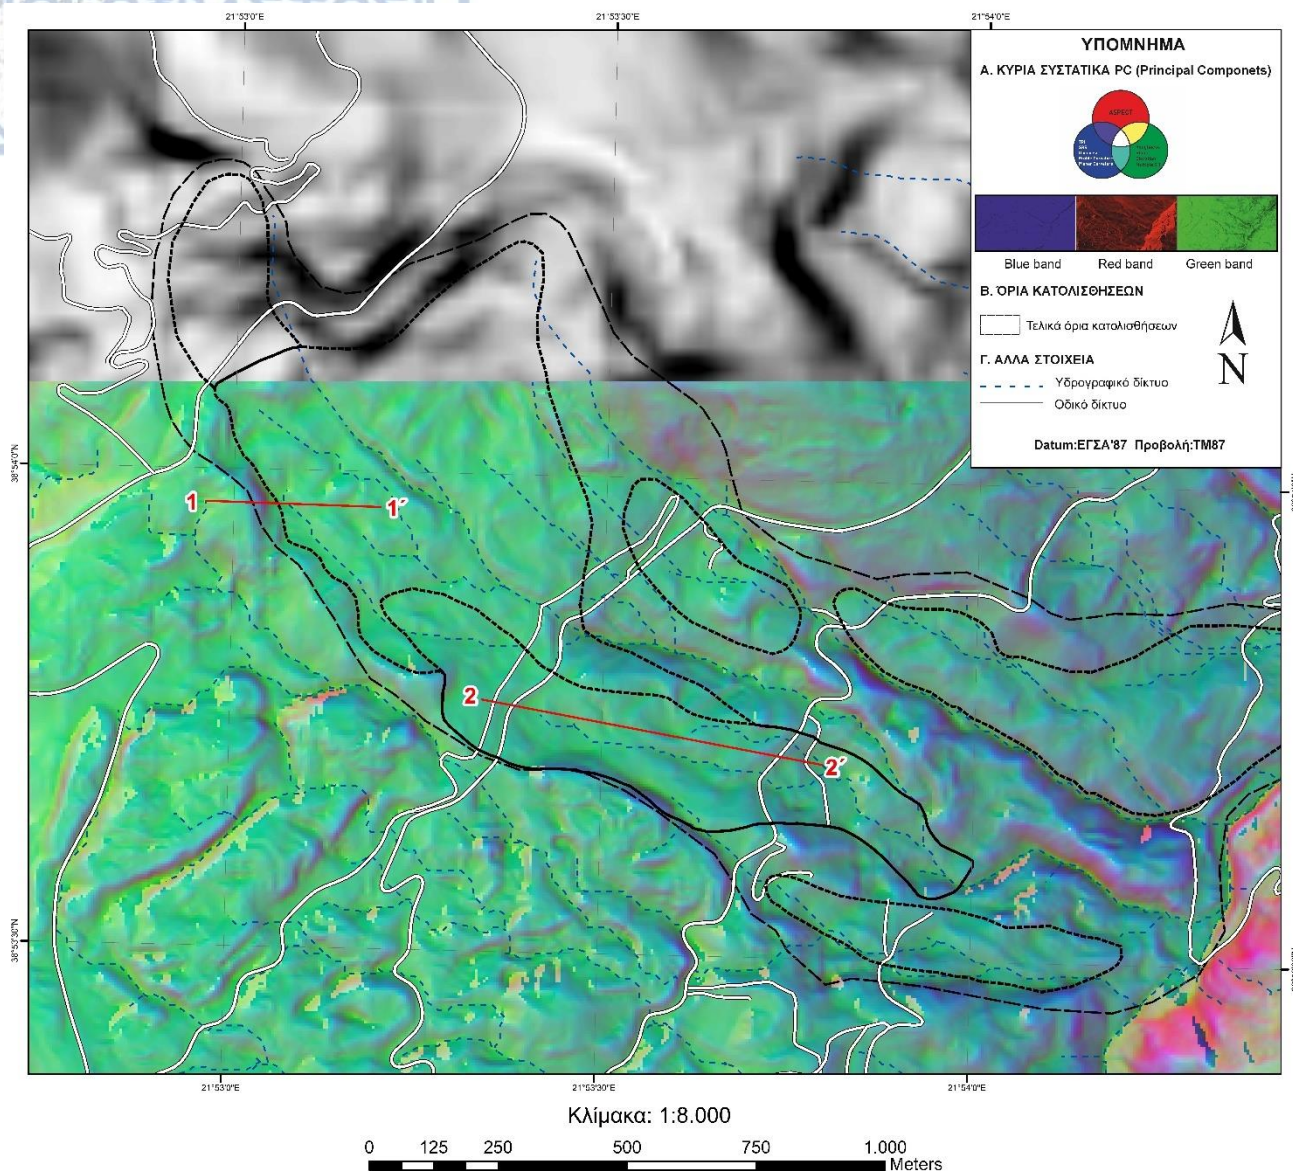 21°53'0"E 21°53'30"E 21°54'0"E
ΥΠΟΜΝΗΜΑ
Α. ΚΥΡΙΑ ΣΥΣΤΑΤΙΚΑ PC (Principal Componets)
ASPECT
Blue band Red band Green band
Β. ΌΡΙΑ ΚΑΤΟΛΙΣΘΗΣΕΩΝ
Τελικά όρια κατολισθήσεων
Γ. ΑΛΛΑ ΣΤΟΙΧΕΙΑ
Υδρογραφικό δίκτυο
Οδικό δίκτυο
N
Datum:ΕΓΣΑ'87 Προβολή:TM87
38°54'0"N
1 1΄
2 2΄
38°53'30"N
21°53'0"E 21°53'30"E 21°54'0"E
Κλίμακα: 1:8.000
0 125 250 500 750 1.000
Meters